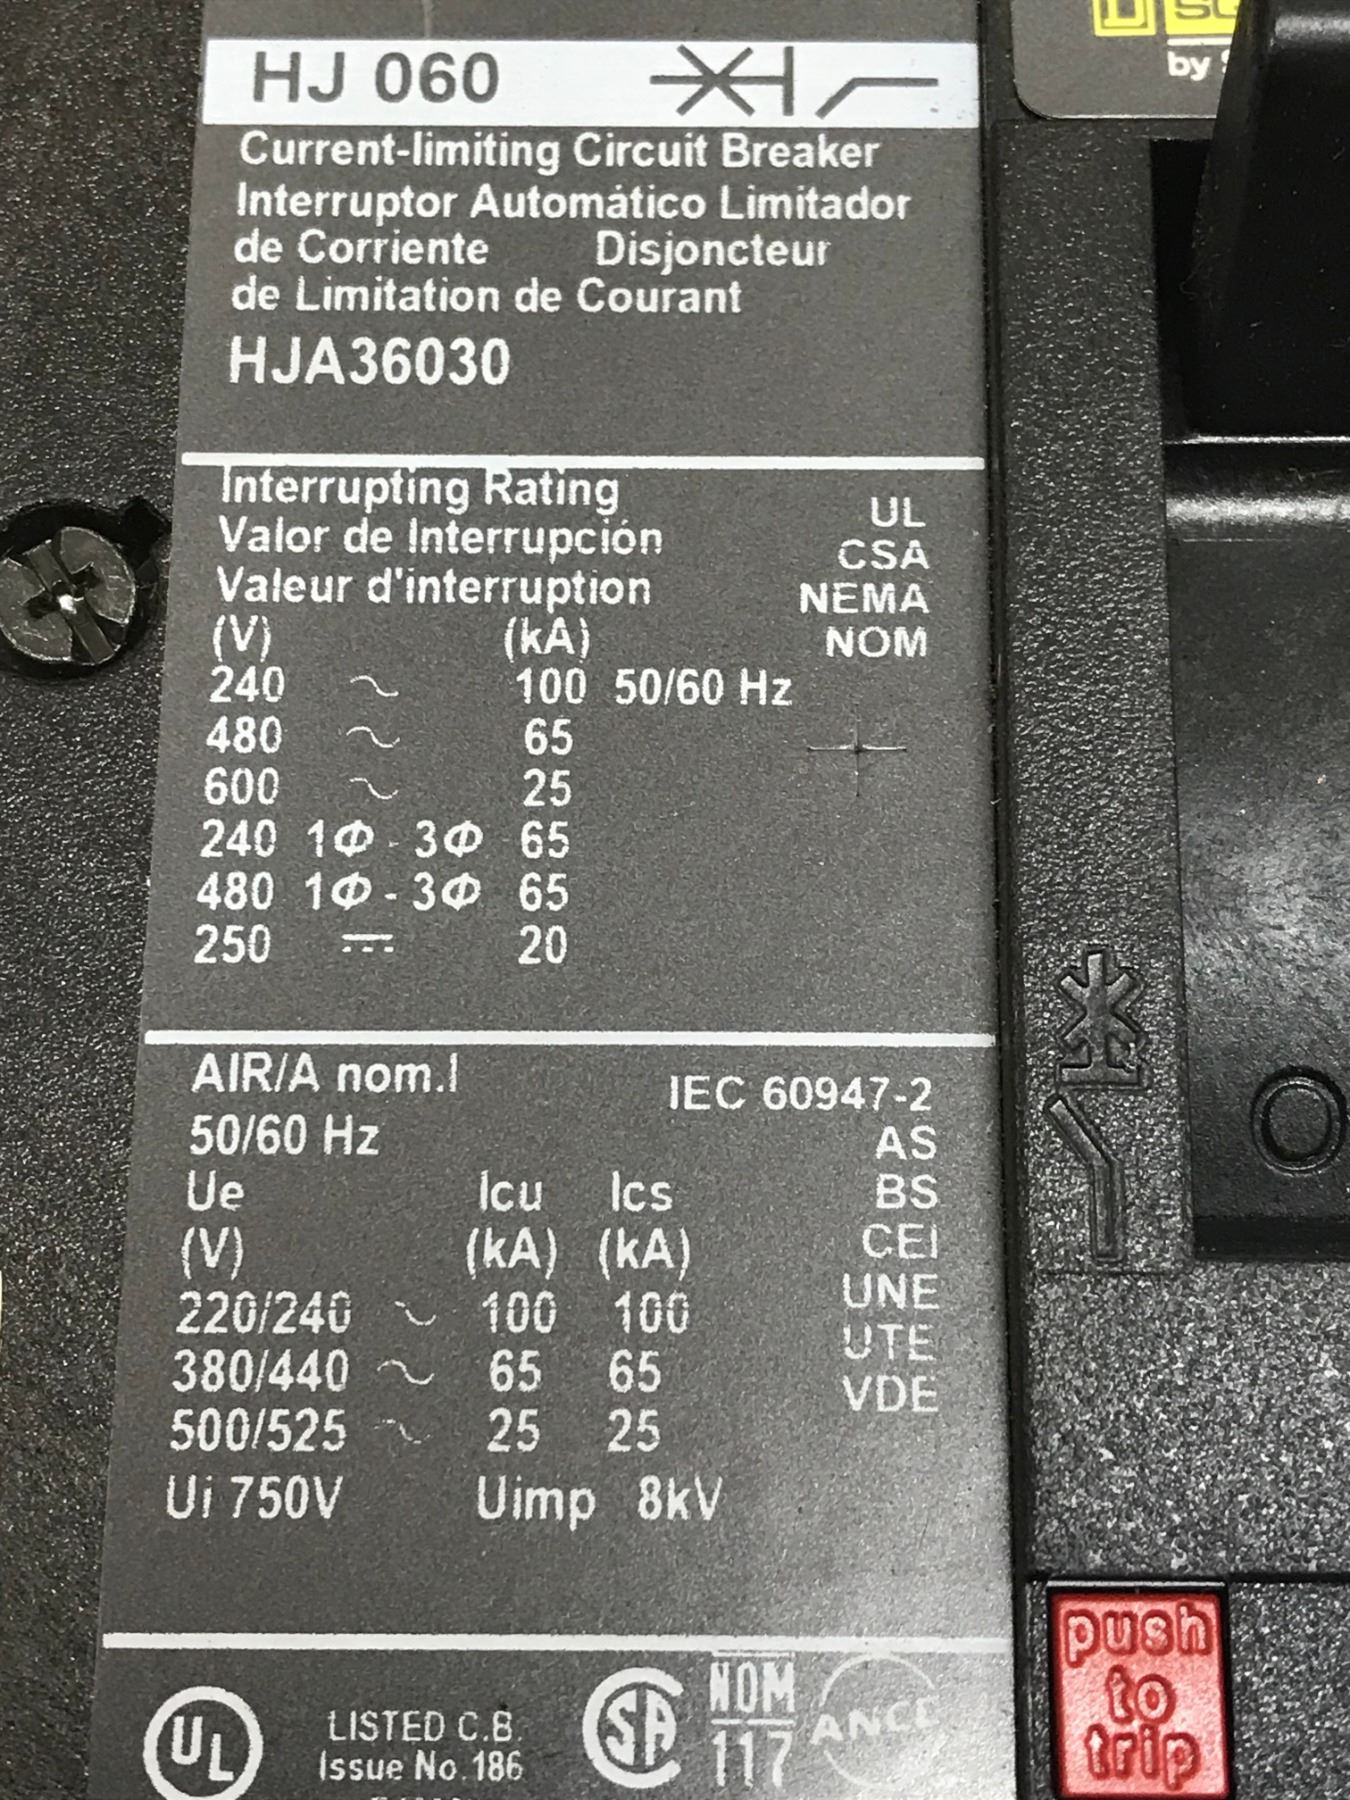 HJ 060
Current-limiting Circuit Breaker
Interruptor Automático Limitador
de Corriente Disjoncteur
de Limitation de Courant
HJA36030
Interrupting Rating
Valor de Interrupción
Valeur d'interruption
UL
CSA
NEMA
NOM
(V) (kA)
240 ~ 100 50/60 Hz
480 ~ 65
600 ~ 25
240 1Φ - 3Φ 65
480 1Φ - 3Φ 65
250 ⎓ 20
AIR/A nom.I
50/60 Hz
IEC 60947-2
AS
BS
CEI
UNE
UTE
VDE
Ue Icu Ics
(V) (kA) (kA)
220/240 ~ 100 100
380/440 ~ 65 65
500/525 ~ 25 25
Ui 750V Uimp 8kV
UL
LISTED C.B.
Issue No.186
SA
NOM
117
ANCE
by
O
push
to
trip